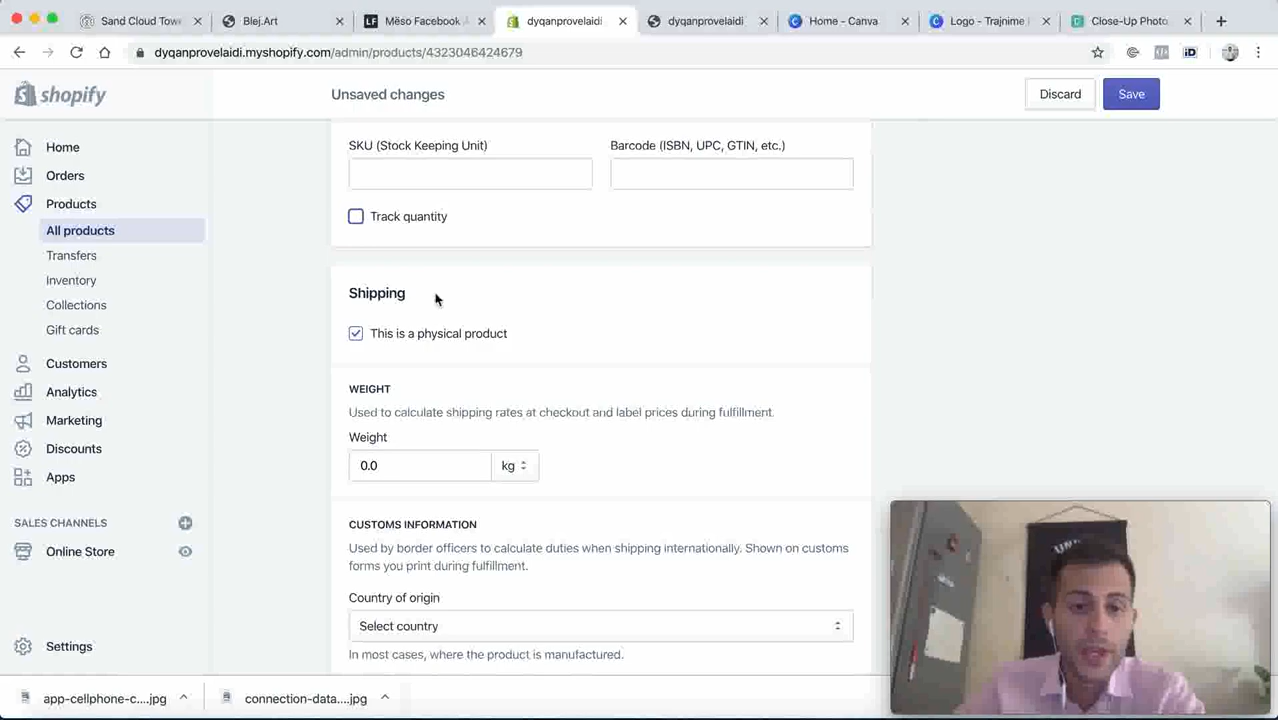 Sand Cloud Tow
Blej.Art
Mëso Facebook
dyqanprovelaidi
dyqanprovelaidi
Home - Canva
Logo - Trajnime
Close-Up Photo
dyqanprovelaidi.myshopify.com/admin/products/4323046424679
shopify
Unsaved changes
Discard
Save
Home
Orders
Products
All products
Transfers
Inventory
Collections
Gift cards
Customers
Analytics
Marketing
Discounts
Apps
SALES CHANNELS
Online Store
Settings
SKU (Stock Keeping Unit)
Barcode (ISBN, UPC, GTIN, etc.)
Track quantity
Shipping
This is a physical product
WEIGHT
Used to calculate shipping rates at checkout and label prices during fulfillment.
Weight
0.0
kg
CUSTOMS INFORMATION
Used by border officers to calculate duties when shipping internationally. Shown on customs
forms you print during fulfillment.
Country of origin
Select country
In most cases, where the product is manufactured.
app-cellphone-c....jpg
connection-data....jpg